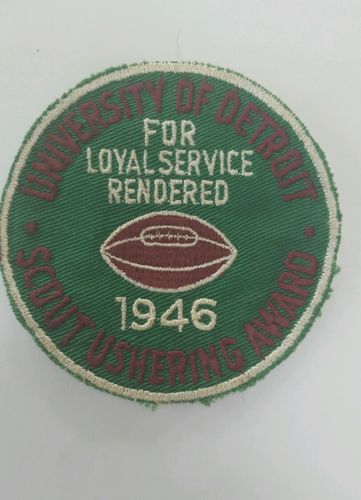 UNIVERSITY OF DETROIT
FOR
LOYAL SERVICE
RENDERED
1946
· SCOUT USHERING AWARD ·